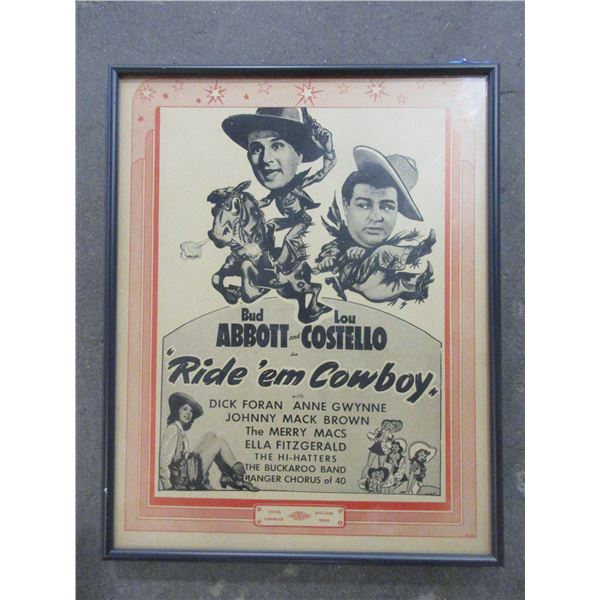 Bud Lou
ABBOTT and COSTELLO
in
"Ride 'em Cowboy"
with
DICK FORAN ANNE GWYNNE
JOHNNY MACK BROWN
The MERRY MACS
ELLA FITZGERALD
THE HI-HATTERS
THE BUCKAROO BAND
RANGER CHORUS of 40